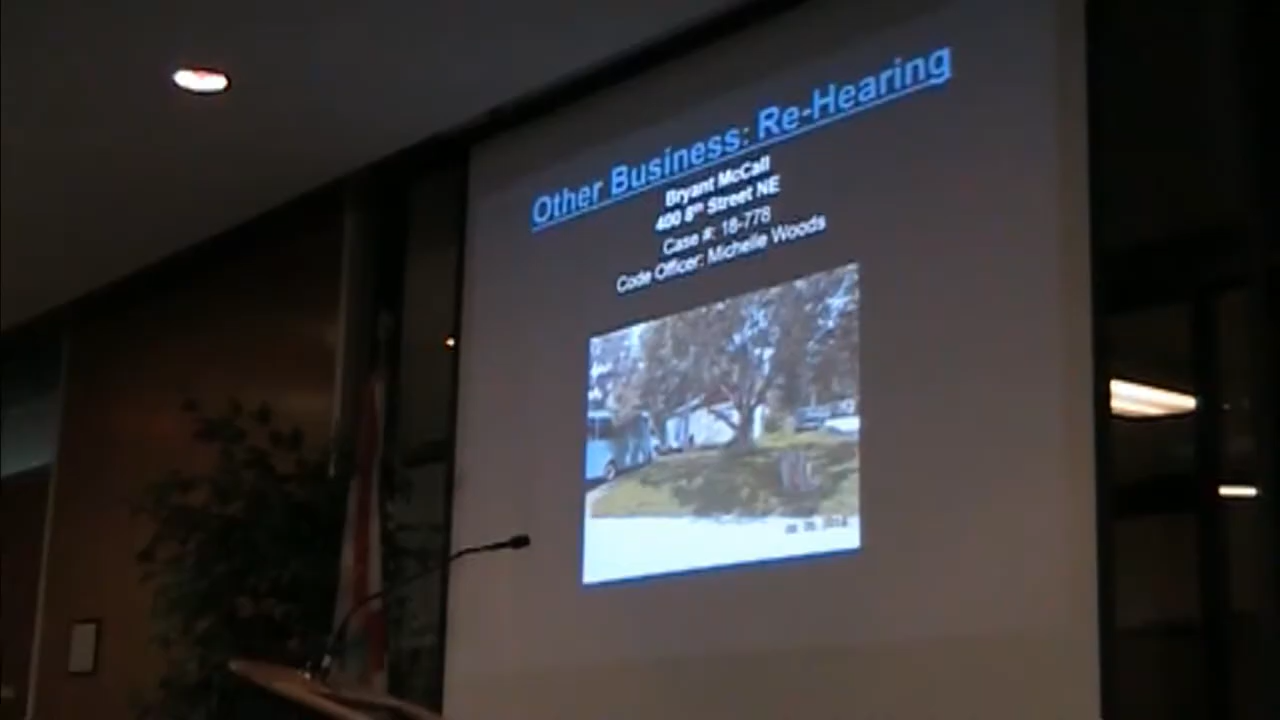 Other Business: Re-Hearing
Bryant McCall
400 8th Street NE
Case #: 18-778
Code Officer: Michelle Woods